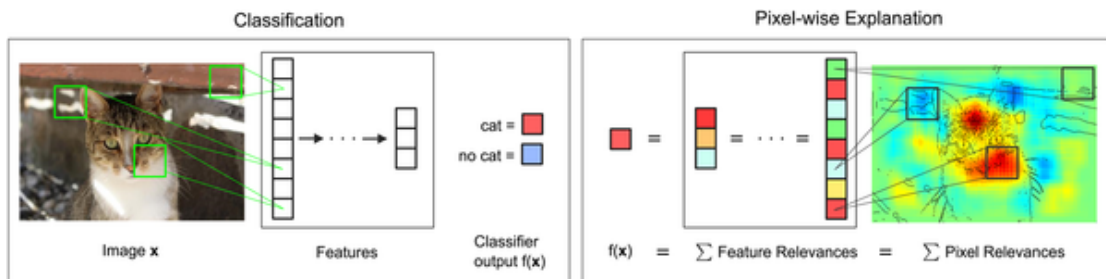 Classification
Pixel-wise Explanation
cat =
no cat =
= = · · · =
Image x
Features
Classifier
output f(x)
f(x) = ∑ Feature Relevances = ∑ Pixel Relevances